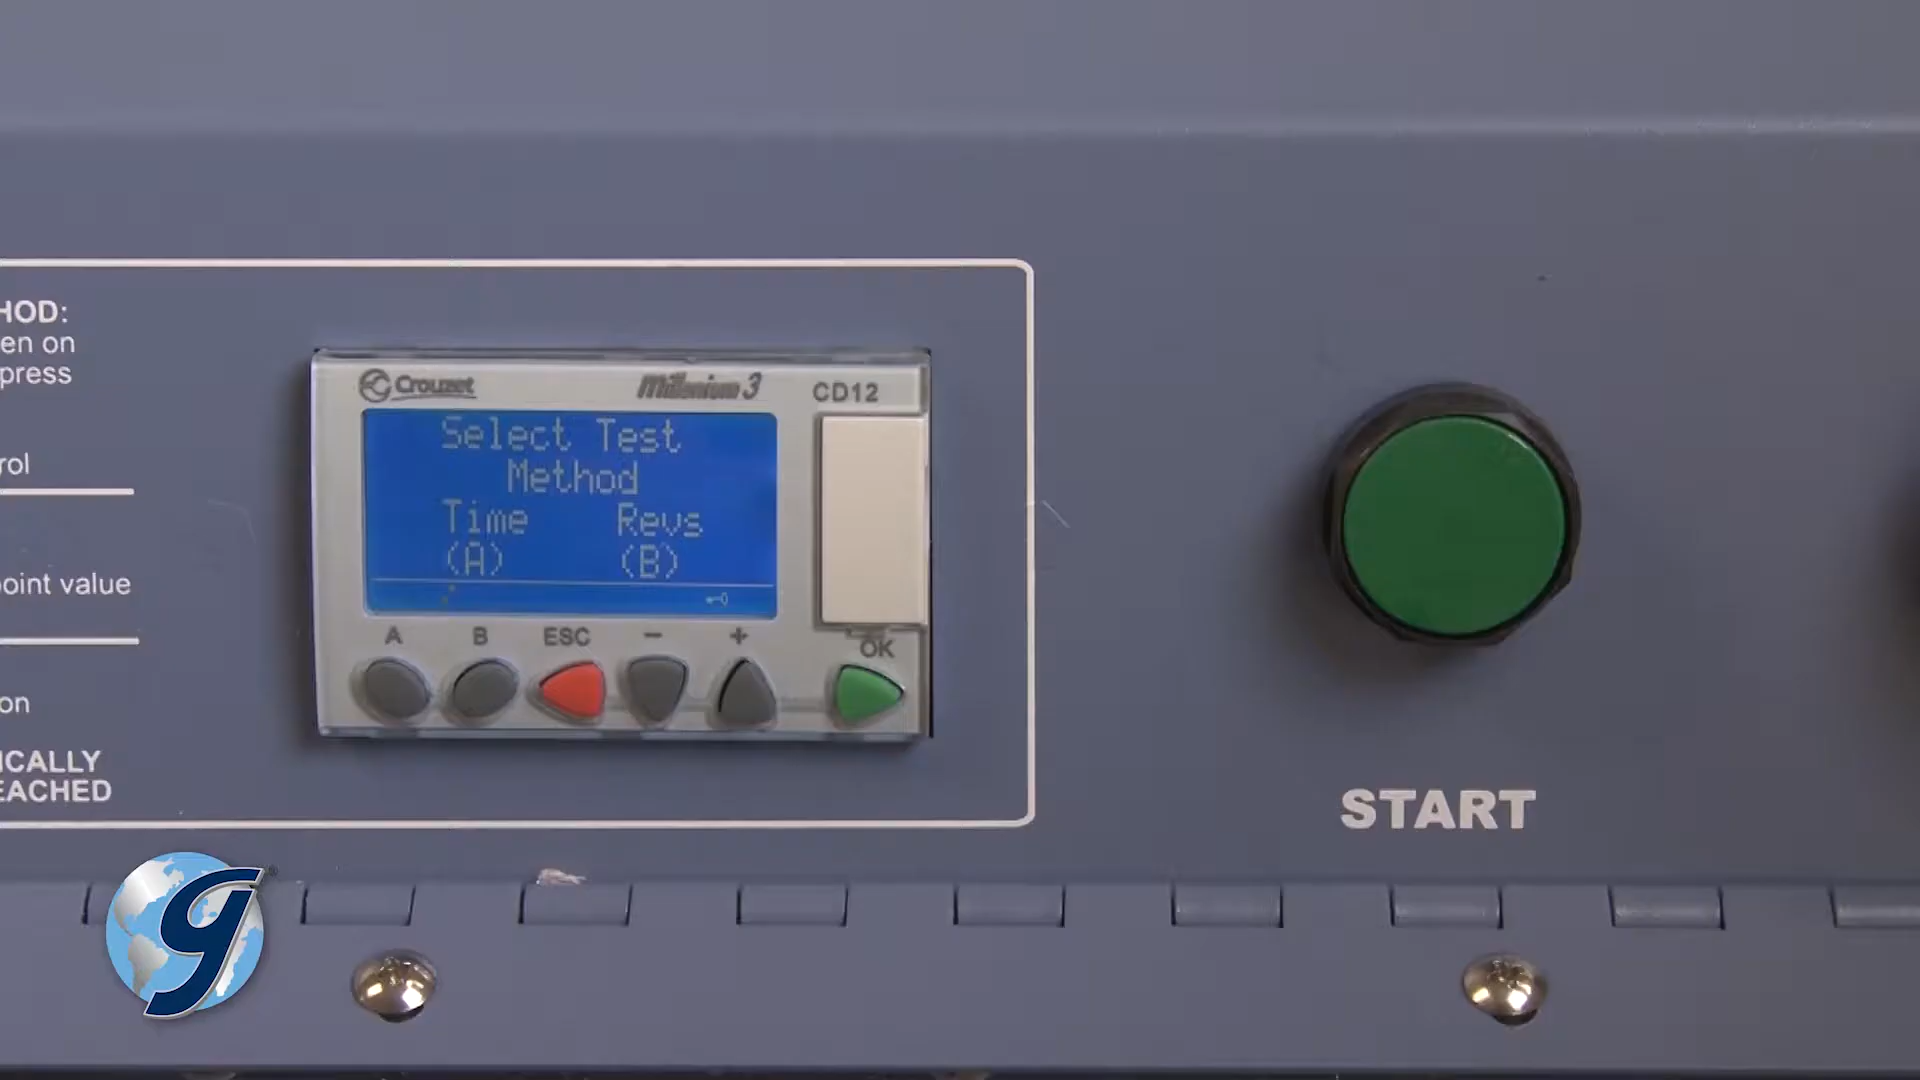 HOD:
en on
press
rol
oint value
on
ICALLY
EACHED
Crouzet
Millenium 3
CD12
Select Test
Method
Time Revs
(A) (B)
A B ESC - +
OK
START
g